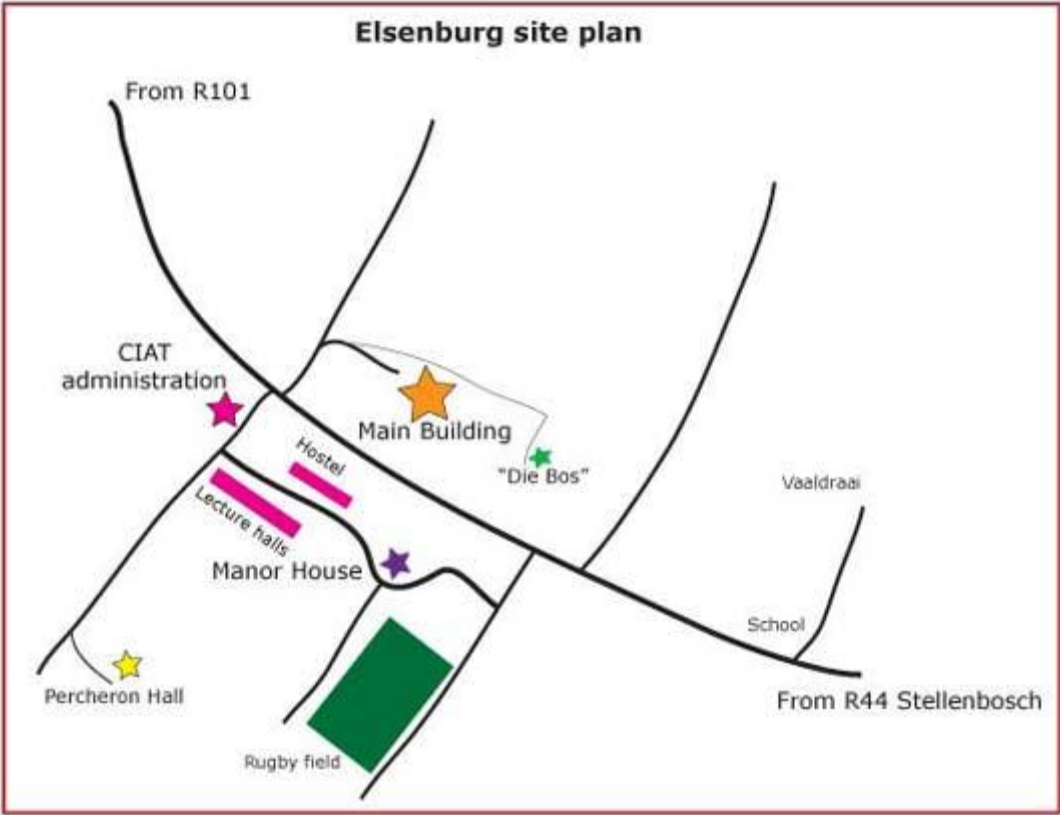 Elsenburg site plan
From R101
CIAT
administration
Main Building
Hostel
"Die Bos"
Vaaldraai
Lecture halls
Manor House
School
Percheron Hall
From R44 Stellenbosch
Rugby field